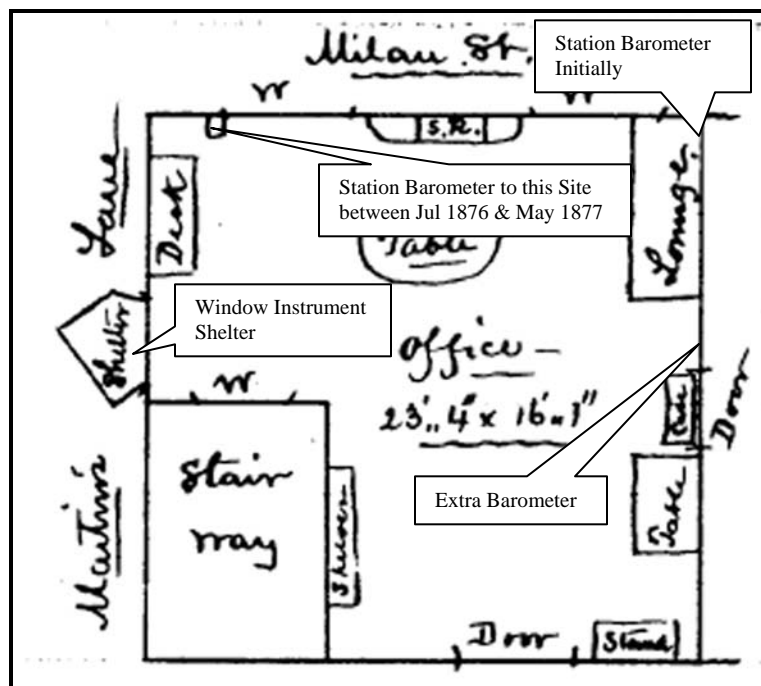 Milau St.
Station Barometer
Initially
W
W
S.R.
Station Barometer to this Site
between Jul 1876 & May 1877
Lane
Desk
Table
Lounge
Window Instrument
Shelter
Shelter
Office
23'.. 4" x 16'.. 1"
W
Door
Extra Barometer
Stair
way
Shelves
Table
Martin's
Door
Stand